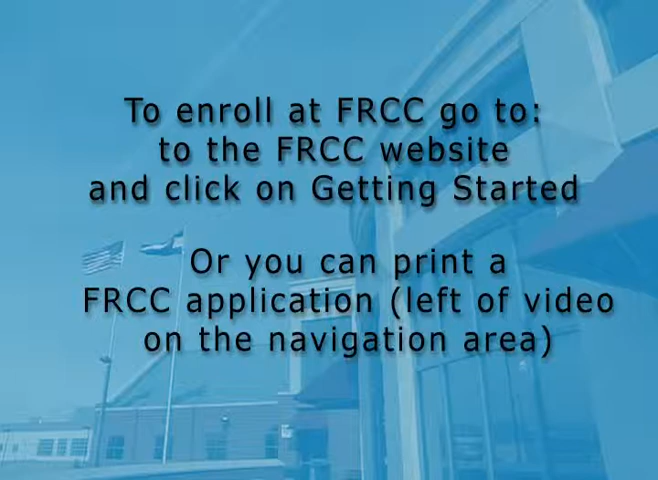 To enroll at FRCC go to:
to the FRCC website
and click on Getting Started
Or you can print a
FRCC application (left of video
on the navigation area)